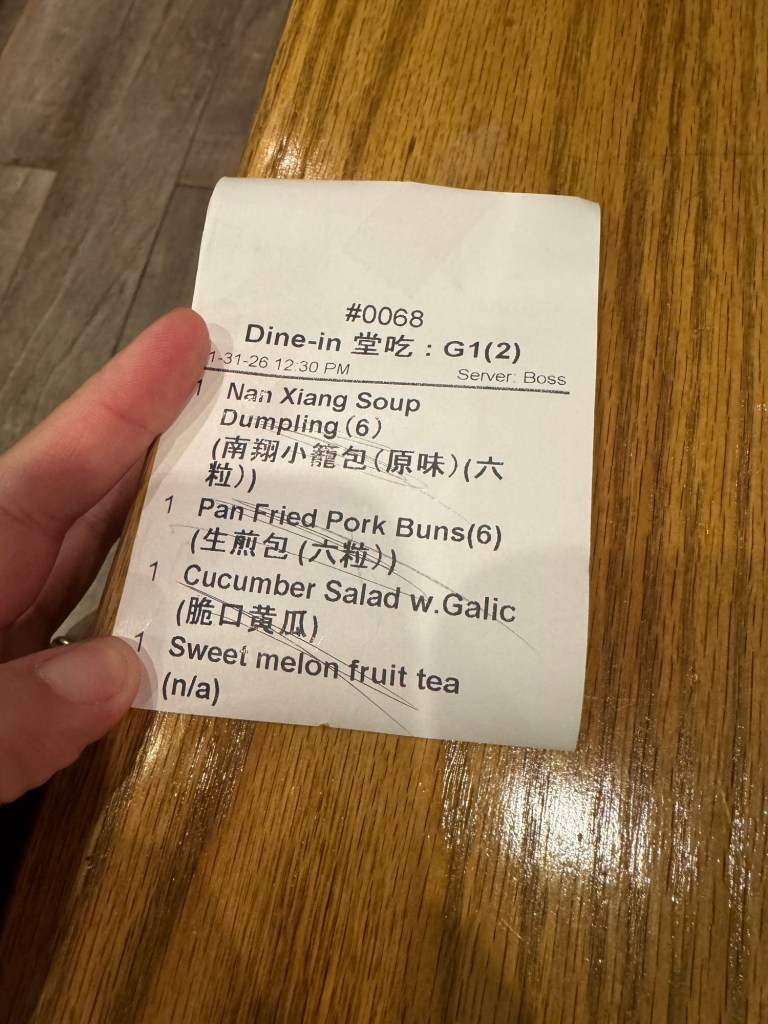 #0068
Dine-in 堂吃 : G1(2)
1-31-26 12:30 PM Server: Boss
1 Nan Xiang Soup
Dumpling (6)
(南翔小籠包(原味)(六
粒))
1 Pan Fried Pork Buns(6)
(生煎包 (六粒))
1 Cucumber Salad w.Galic
(脆口黄瓜)
1 Sweet melon fruit tea
(n/a)